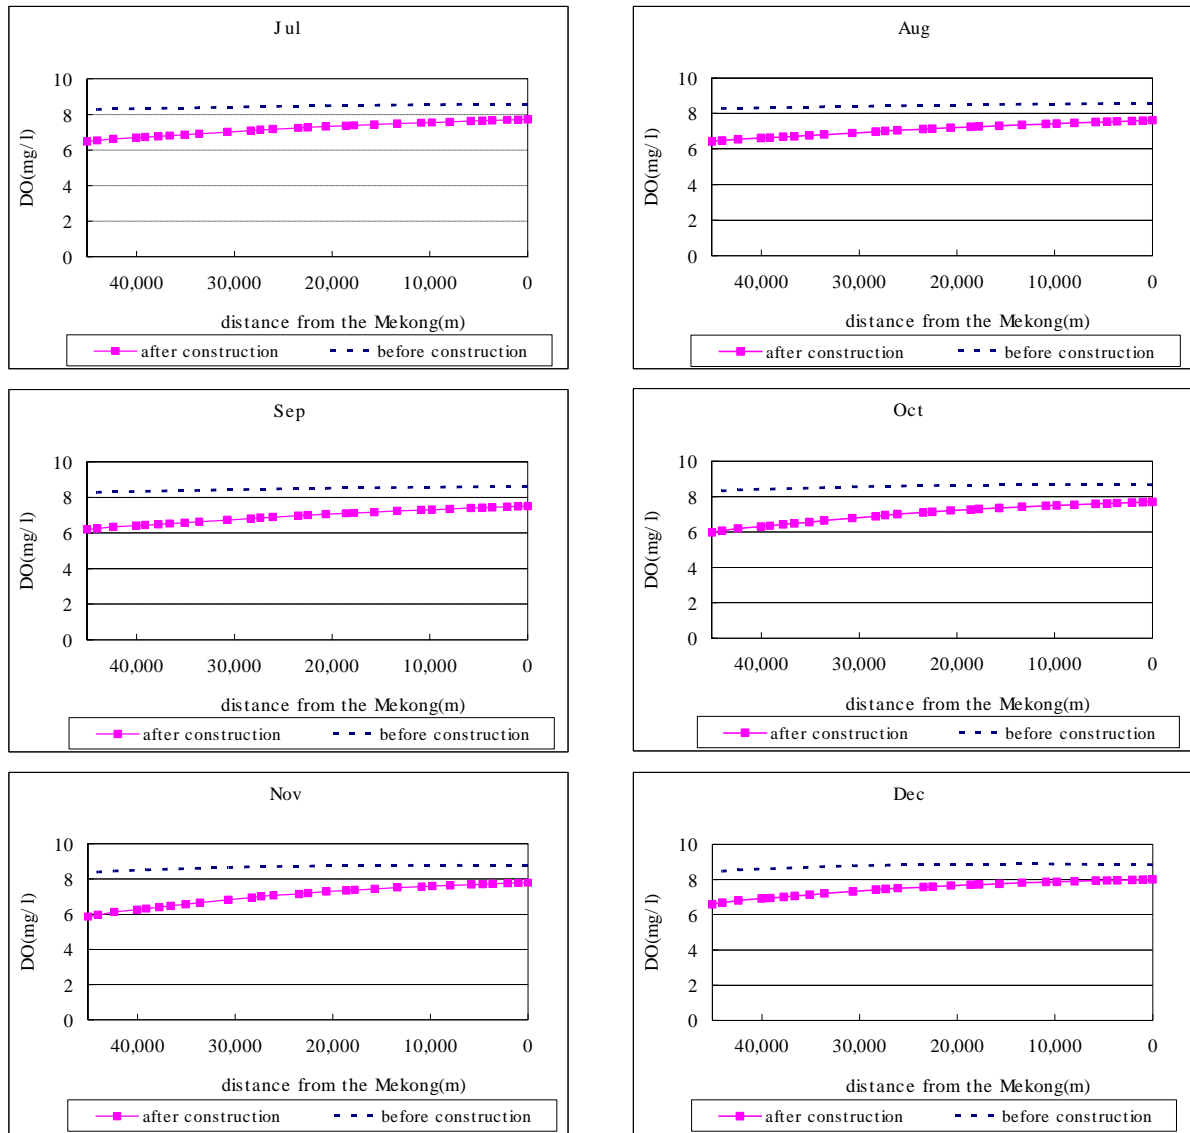 Jul
DO(mg/l)
10
8
6
4
2
0
40,000 30,000 20,000 10,000 0
distance from the Mekong(m)
after construction before construction
Aug
DO(mg/l)
10
8
6
4
2
0
40,000 30,000 20,000 10,000 0
distance from the Mekong(m)
after construction before construction
Sep
DO(mg/l)
10
8
6
4
2
0
40,000 30,000 20,000 10,000 0
distance from the Mekong(m)
after construction before construction
Oct
DO(mg/l)
10
8
6
4
2
0
40,000 30,000 20,000 10,000 0
distance from the Mekong(m)
after construction before construction
Nov
DO(mg/l)
10
8
6
4
2
0
40,000 30,000 20,000 10,000 0
distance from the Mekong(m)
after construction before construction
Dec
DO(mg/l)
10
8
6
4
2
0
40,000 30,000 20,000 10,000 0
distance from the Mekong(m)
after construction before construction